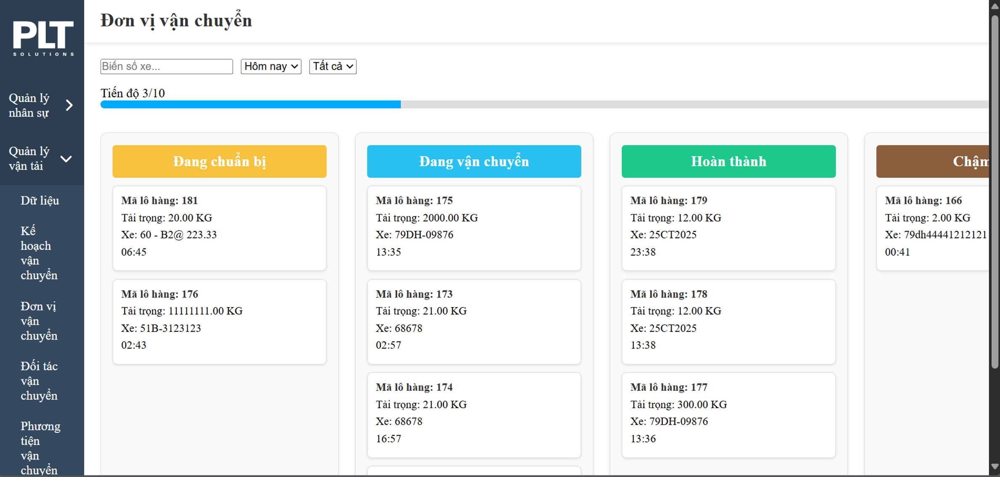 PLT
SOLUTIONS
Quản lý
nhân sự
Quản lý
vận tải
Dữ liệu
Kế
hoạch
vận
chuyển
Đơn vị
vận
chuyển
Đối tác
vận
chuyển
Phương
tiện
vận
chuyển
Đơn vị vận chuyển
Biến số xe...
Hôm nay
Tất cả
Tiến độ 3/10
Đang chuẩn bị
Mã lô hàng: 181
Tải trọng: 20.00 KG
Xe: 60 - B2@ 223.33
06:45
Mã lô hàng: 176
Tải trọng: 11111111.00 KG
Xe: 51B-3123123
02:43
Đang vận chuyển
Mã lô hàng: 175
Tải trọng: 2000.00 KG
Xe: 79DH-09876
13:35
Mã lô hàng: 173
Tải trọng: 21.00 KG
Xe: 68678
02:57
Mã lô hàng: 174
Tải trọng: 21.00 KG
Xe: 68678
16:57
Hoàn thành
Mã lô hàng: 179
Tải trọng: 12.00 KG
Xe: 25CT2025
23:38
Mã lô hàng: 178
Tải trọng: 12.00 KG
Xe: 25CT2025
13:38
Mã lô hàng: 177
Tải trọng: 300.00 KG
Xe: 79DH-09876
13:36
Chậm
Mã lô hàng: 166
Tải trọng: 2.00 KG
Xe: 79dh44441212121
00:41